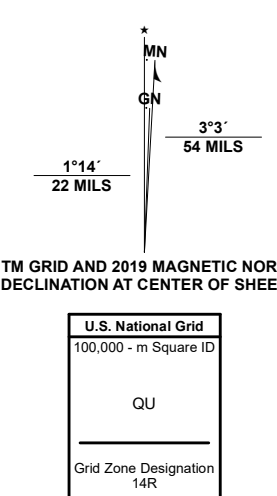 MN
GN
3°3´
54 MILS
1°14´
22 MILS
TM GRID AND 2019 MAGNETIC NOR
DECLINATION AT CENTER OF SHEE
U.S. National Grid
100,000 - m Square ID
QU
Grid Zone Designation
14R